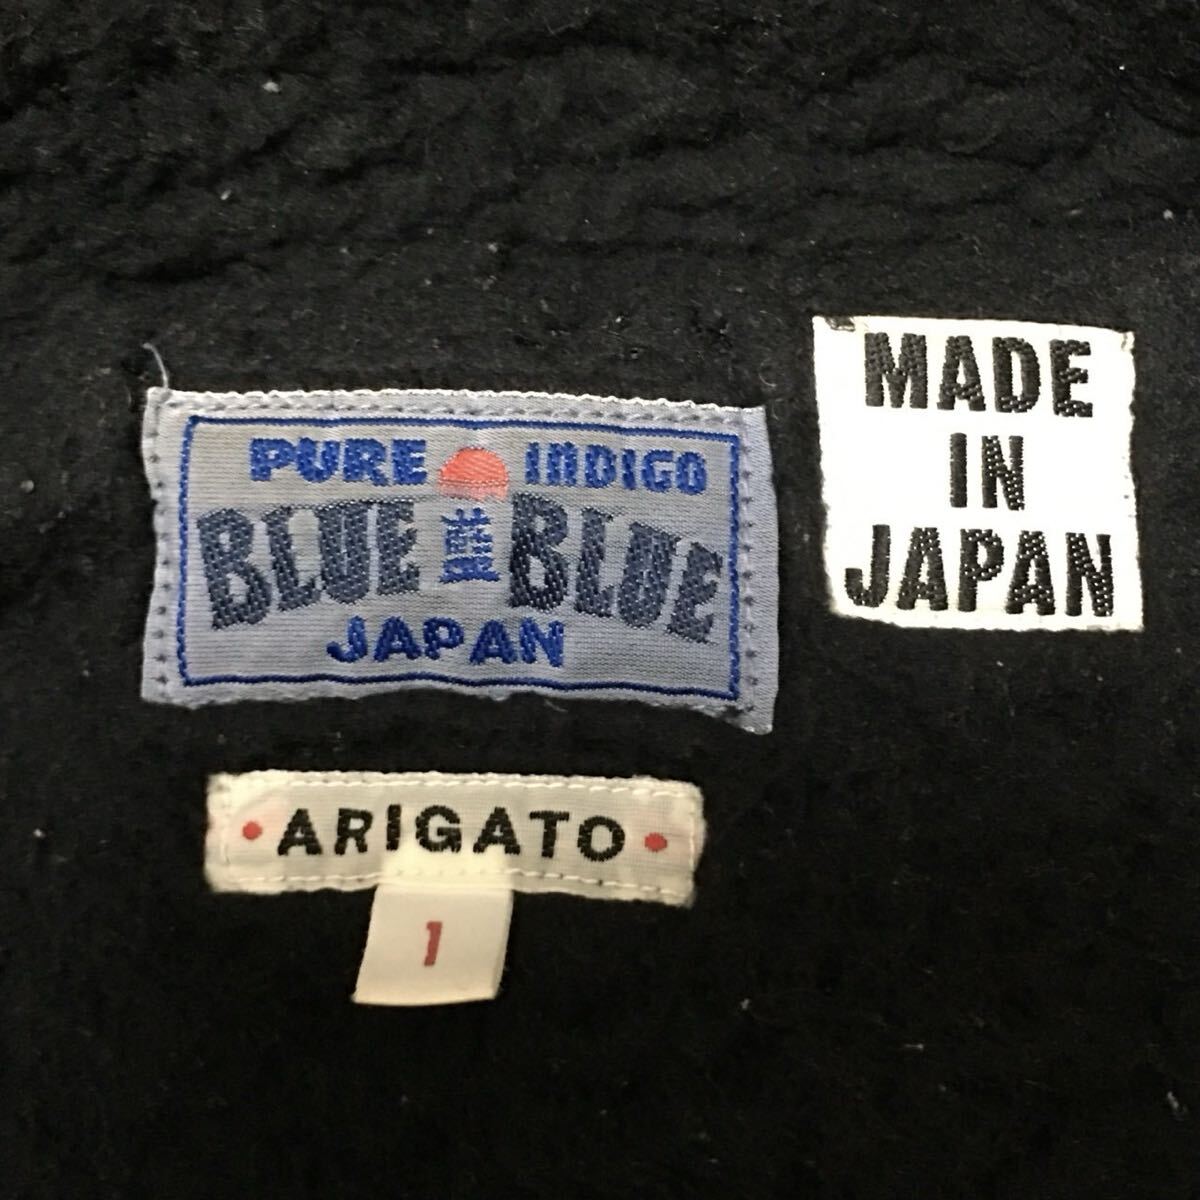 PURE INDIGO
BLUE 藍 BLUE
JAPAN
MADE
IN
JAPAN
• ARIGATO •
1